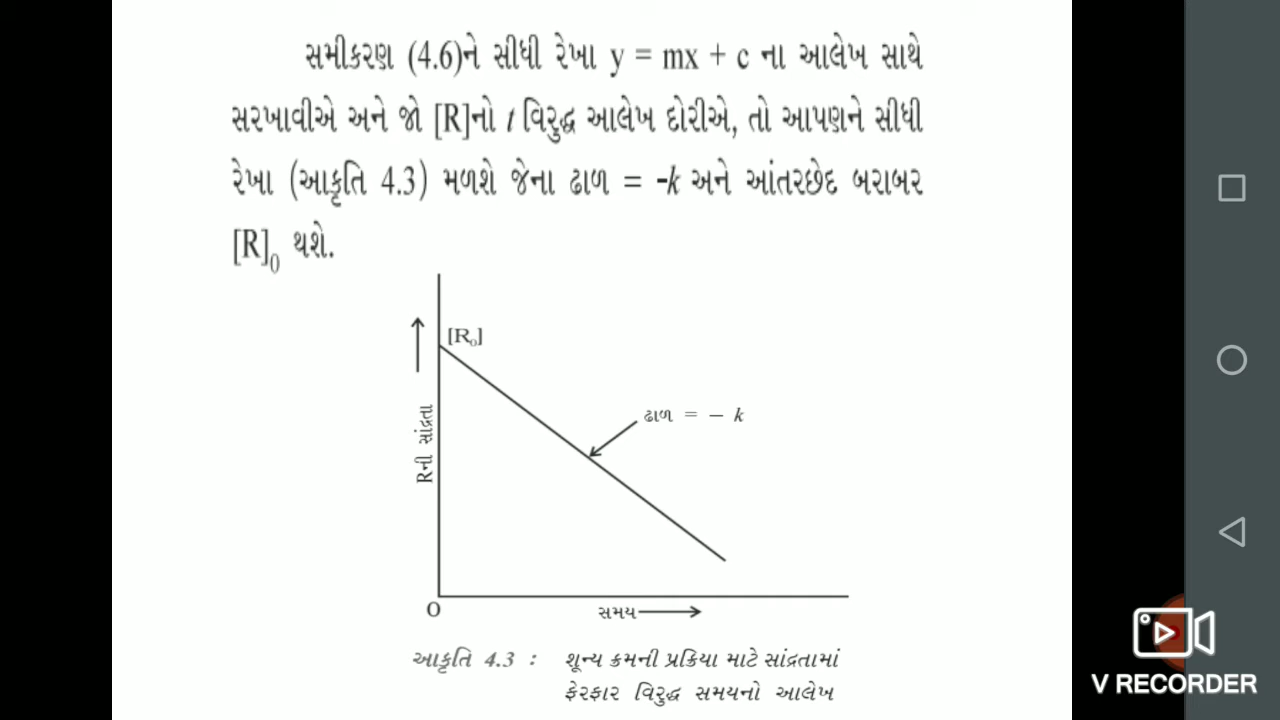 સમીકરણ (4.6)ને સીધી રેખા y = mx + c ના આલેખ સાથે
સરખાવીએ અને જો [R]નો t વિરુદ્ધ આલેખ દોરીએ, તો આપણને સીધી
રેખા (આકૃતિ 4.3) મળશે જેના ઢાળ = -k અને આંતરછેદ બરાબર
[R]₀ થશે.
[R₀]
ઢાળ = – k
Rની સાંદ્રતા
O
સમય
આકૃતિ 4.3 : શૂન્ય ક્રમની પ્રક્રિયા માટે સાંદ્રતામાં
ફેરફાર વિરુદ્ધ સમયનો આલેખ
V RECORDER